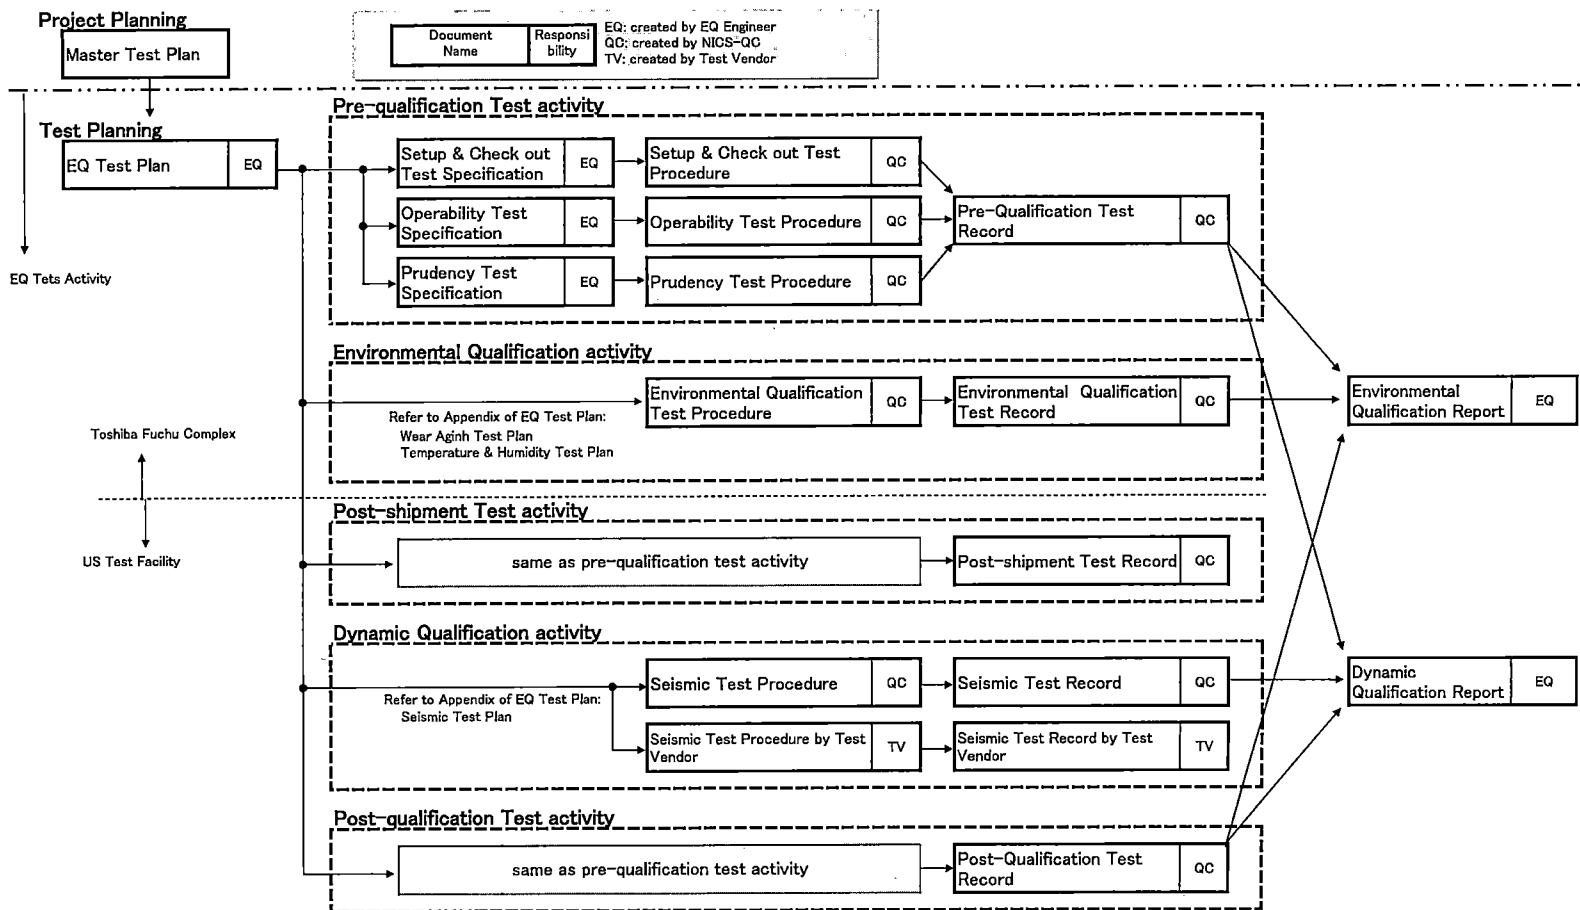 Project Planning
Master Test Plan
Document
Name
Responsi
bility
EQ: created by EQ Engineer
QC: created by NICS-QC
TV: created by Test Vendor
Pre-qualification Test activity
Test Planning
EQ Test Plan
EQ
Setup & Check out
Test Specification
EQ
Setup & Check out Test
Procedure
QC
Operability Test
Specification
EQ
Operability Test Procedure
QC
Pre-Qualification Test
Record
QC
Prudency Test
Specification
EQ
Prudency Test Procedure
QC
EQ Tets Activity
Environmental Qualification activity
Refer to Appendix of EQ Test Plan:
Wear Aginh Test Plan
Temperature & Humidity Test Plan
Environmental Qualification
Test Procedure
QC
Environmental Qualification
Test Record
QC
Environmental
Qualification Report
EQ
Toshiba Fuchu Complex
US Test Facility
Post-shipment Test activity
same as pre-qualification test activity
Post-shipment Test Record
QC
Dynamic Qualification activity
Refer to Appendix of EQ Test Plan:
Seismic Test Plan
Seismic Test Procedure
QC
Seismic Test Record
QC
Dynamic
Qualification Report
EQ
Seismic Test Procedure by Test
Vendor
TV
Seismic Test Record by Test
Vendor
TV
Post-qualification Test activity
same as pre-qualification test activity
Post-Qualification Test
Record
QC